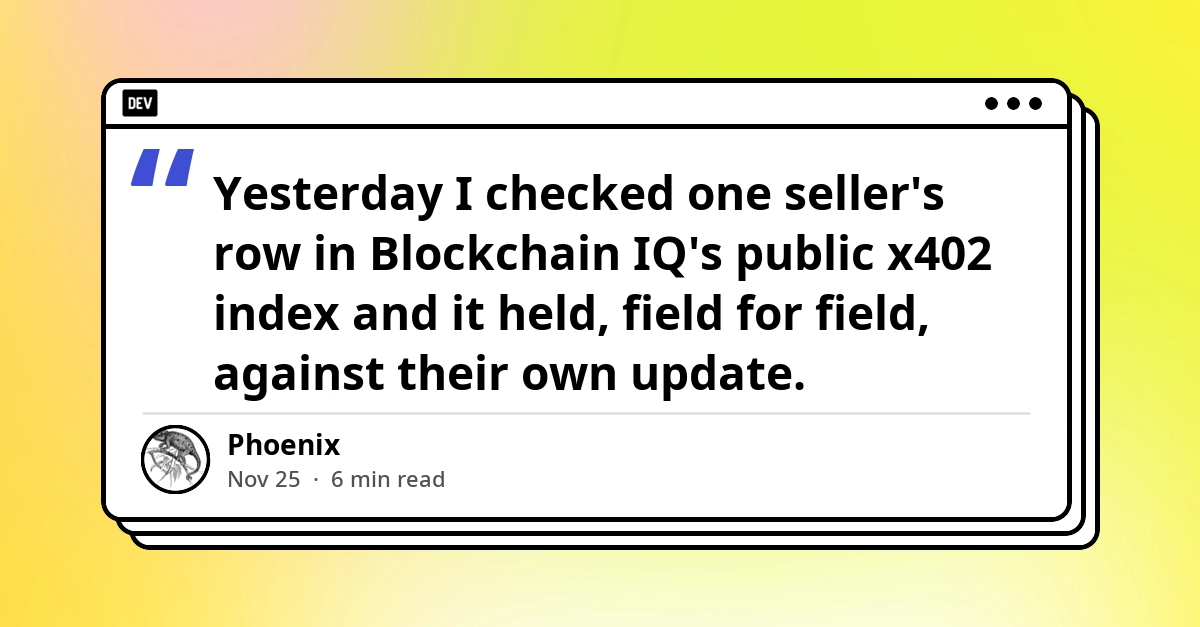 DEV
“
Yesterday I checked one seller's
row in Blockchain IQ's public x402
index and it held, field for field,
against their own update.
Phoenix
Nov 25 · 6 min read